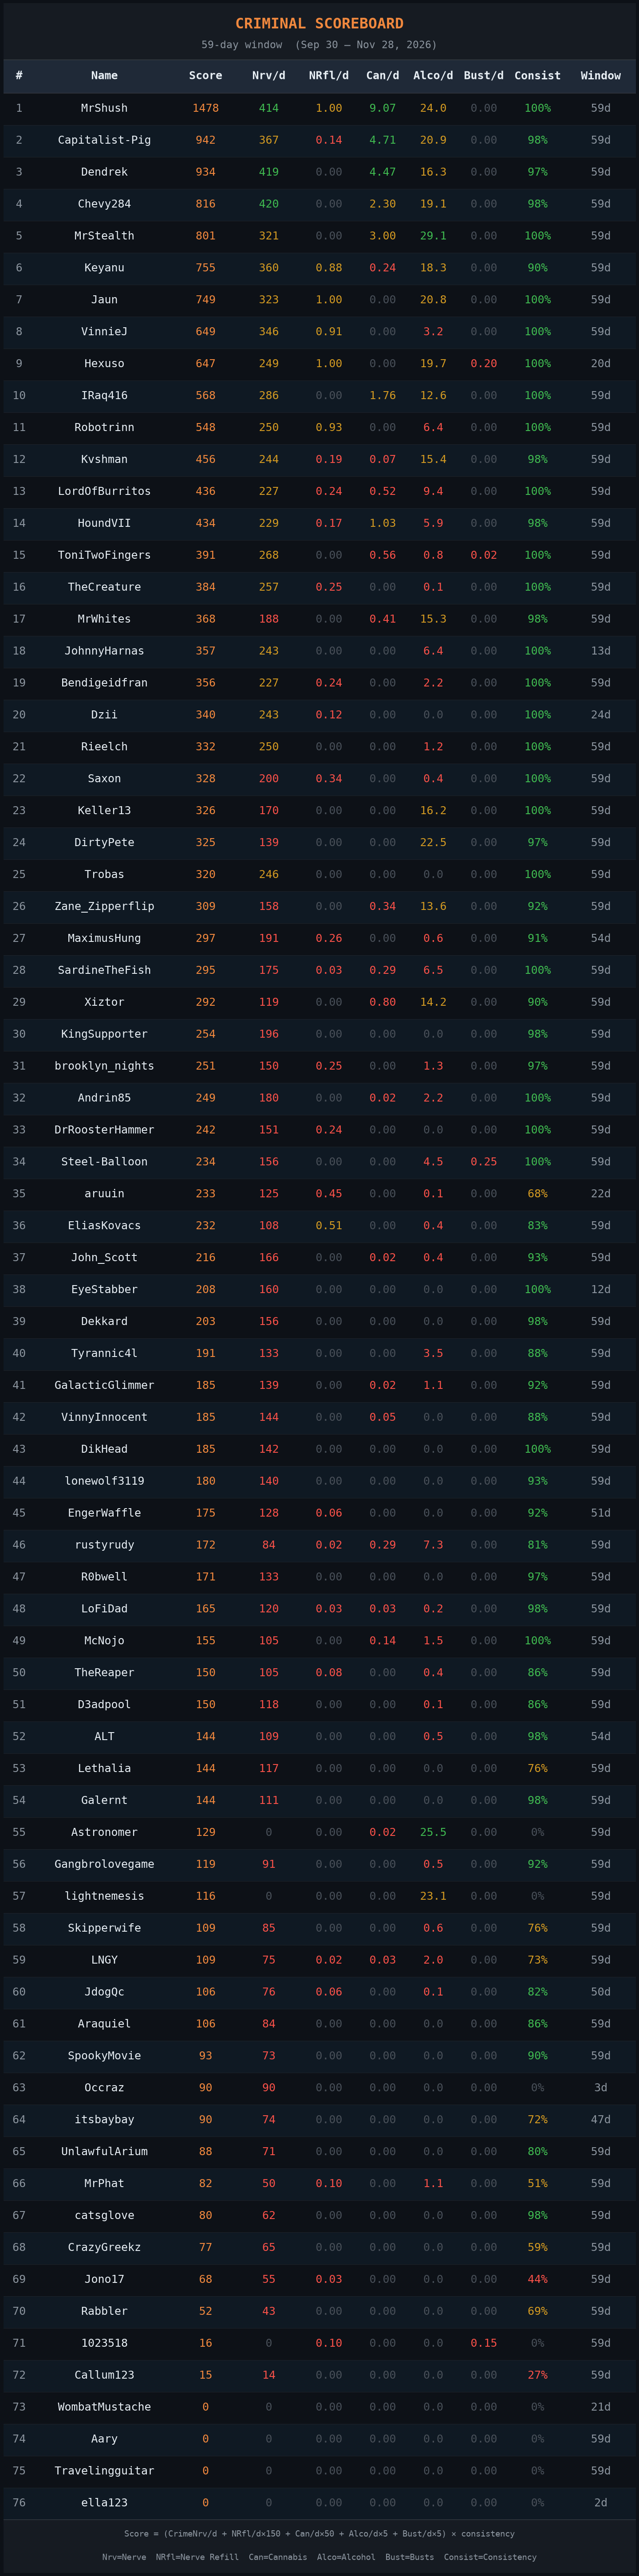 CRIMINAL SCOREBOARD
59-day window (Sep 30 – Nov 28, 2026)
# Name Score Nrv/d NRfl/d Can/d Alco/d Bust/d Consist Window
1 MrShush 1478 414 1.00 9.07 24.0 0.00 100% 59d
2 Capitalist-Pig 942 367 0.14 4.71 20.9 0.00 98% 59d
3 Dendrek 934 419 0.00 4.47 16.3 0.00 97% 59d
4 Chevy284 816 420 0.00 2.30 19.1 0.00 98% 59d
5 MrStealth 801 321 0.00 3.00 29.1 0.00 100% 59d
6 Keyanu 755 360 0.88 0.24 18.3 0.00 90% 59d
7 Jaun 749 323 1.00 0.00 20.8 0.00 100% 59d
8 VinnieJ 649 346 0.91 0.00 3.2 0.00 100% 59d
9 Hexuso 647 249 1.00 0.00 19.7 0.20 100% 20d
10 IRaq416 568 286 0.00 1.76 12.6 0.00 100% 59d
11 Robotrinn 548 250 0.93 0.00 6.4 0.00 100% 59d
12 Kvshman 456 244 0.19 0.07 15.4 0.00 98% 59d
13 LordOfBurritos 436 227 0.24 0.52 9.4 0.00 100% 59d
14 HoundVII 434 229 0.17 1.03 5.9 0.00 98% 59d
15 ToniTwoFingers 391 268 0.00 0.56 0.8 0.02 100% 59d
16 TheCreature 384 257 0.25 0.00 0.1 0.00 100% 59d
17 MrWhites 368 188 0.00 0.41 15.3 0.00 98% 59d
18 JohnnyHarnas 357 243 0.00 0.00 6.4 0.00 100% 13d
19 Bendigeidfran 356 227 0.24 0.00 2.2 0.00 100% 59d
20 Dzii 340 243 0.12 0.00 0.0 0.00 100% 24d
21 Rieelch 332 250 0.00 0.00 1.2 0.00 100% 59d
22 Saxon 328 200 0.34 0.00 0.4 0.00 100% 59d
23 Keller13 326 170 0.00 0.00 16.2 0.00 100% 59d
24 DirtyPete 325 139 0.00 0.00 22.5 0.00 97% 59d
25 Trobas 320 246 0.00 0.00 0.0 0.00 100% 59d
26 Zane_Zipperflip 309 158 0.00 0.34 13.6 0.00 92% 59d
27 MaximusHung 297 191 0.26 0.00 0.6 0.00 91% 54d
28 SardineTheFish 295 175 0.03 0.29 6.5 0.00 100% 59d
29 Xiztor 292 119 0.00 0.80 14.2 0.00 90% 59d
30 KingSupporter 254 196 0.00 0.00 0.0 0.00 98% 59d
31 brooklyn_nights 251 150 0.25 0.00 1.3 0.00 97% 59d
32 Andrin85 249 180 0.00 0.02 2.2 0.00 100% 59d
33 DrRoosterHammer 242 151 0.24 0.00 0.0 0.00 100% 59d
34 Steel-Balloon 234 156 0.00 0.00 4.5 0.25 100% 59d
35 aruuin 233 125 0.45 0.00 0.1 0.00 68% 22d
36 EliasKovacs 232 108 0.51 0.00 0.4 0.00 83% 59d
37 John_Scott 216 166 0.00 0.02 0.4 0.00 93% 59d
38 EyeStabber 208 160 0.00 0.00 0.0 0.00 100% 12d
39 Dekkard 203 156 0.00 0.00 0.0 0.00 98% 59d
40 Tyrannic4l 191 133 0.00 0.00 3.5 0.00 88% 59d
41 GalacticGlimmer 185 139 0.00 0.02 1.1 0.00 92% 59d
42 VinnyInnocent 185 144 0.00 0.05 0.0 0.00 88% 59d
43 DikHead 185 142 0.00 0.00 0.0 0.00 100% 59d
44 lonewolf3119 180 140 0.00 0.00 0.0 0.00 93% 59d
45 EngerWaffle 175 128 0.06 0.00 0.0 0.00 92% 51d
46 rustyrudy 172 84 0.02 0.29 7.3 0.00 81% 59d
47 R0bwell 171 133 0.00 0.00 0.0 0.00 97% 59d
48 LoFiDad 165 120 0.03 0.03 0.2 0.00 98% 59d
49 McNojo 155 105 0.00 0.14 1.5 0.00 100% 59d
50 TheReaper 150 105 0.08 0.00 0.4 0.00 86% 59d
51 D3adpool 150 118 0.00 0.00 0.1 0.00 86% 59d
52 ALT 144 109 0.00 0.00 0.5 0.00 98% 54d
53 Lethalia 144 117 0.00 0.00 0.0 0.00 76% 59d
54 Galernt 144 111 0.00 0.00 0.0 0.00 98% 59d
55 Astronomer 129 0 0.00 0.02 25.5 0.00 0% 59d
56 Gangbrolovegame 119 91 0.00 0.00 0.5 0.00 92% 59d
57 lightnemesis 116 0 0.00 0.00 23.1 0.00 0% 59d
58 Skipperwife 109 85 0.00 0.00 0.6 0.00 76% 59d
59 LNGY 109 75 0.02 0.03 2.0 0.00 73% 59d
60 JdogQc 106 76 0.06 0.00 0.1 0.00 82% 50d
61 Araquiel 106 84 0.00 0.00 0.0 0.00 86% 59d
62 SpookyMovie 93 73 0.00 0.00 0.0 0.00 90% 59d
63 Occraz 90 90 0.00 0.00 0.0 0.00 0% 3d
64 itsbaybay 90 74 0.00 0.00 0.0 0.00 72% 47d
65 UnlawfulArium 88 71 0.00 0.00 0.0 0.00 80% 59d
66 MrPhat 82 50 0.10 0.00 1.1 0.00 51% 59d
67 catsglove 80 62 0.00 0.00 0.0 0.00 98% 59d
68 CrazyGreekz 77 65 0.00 0.00 0.0 0.00 59% 59d
69 Jono17 68 55 0.03 0.00 0.0 0.00 44% 59d
70 Rabbler 52 43 0.00 0.00 0.0 0.00 69% 59d
71 1023518 16 0 0.10 0.00 0.0 0.15 0% 59d
72 Callum123 15 14 0.00 0.00 0.0 0.00 27% 59d
73 WombatMustache 0 0 0.00 0.00 0.0 0.00 0% 21d
74 Aary 0 0 0.00 0.00 0.0 0.00 0% 59d
75 Travelingguitar 0 0 0.00 0.00 0.0 0.00 0% 59d
76 ella123 0 0 0.00 0.00 0.0 0.00 0% 2d
Score = (CrimeNrv/d + NRfl/d×150 + Can/d×50 + Alco/d×5 + Bust/d×5) × consistency
Nrv=Nerve NRfl=Nerve Refill Can=Cannabis Alco=Alcohol Bust=Busts Consist=Consistency